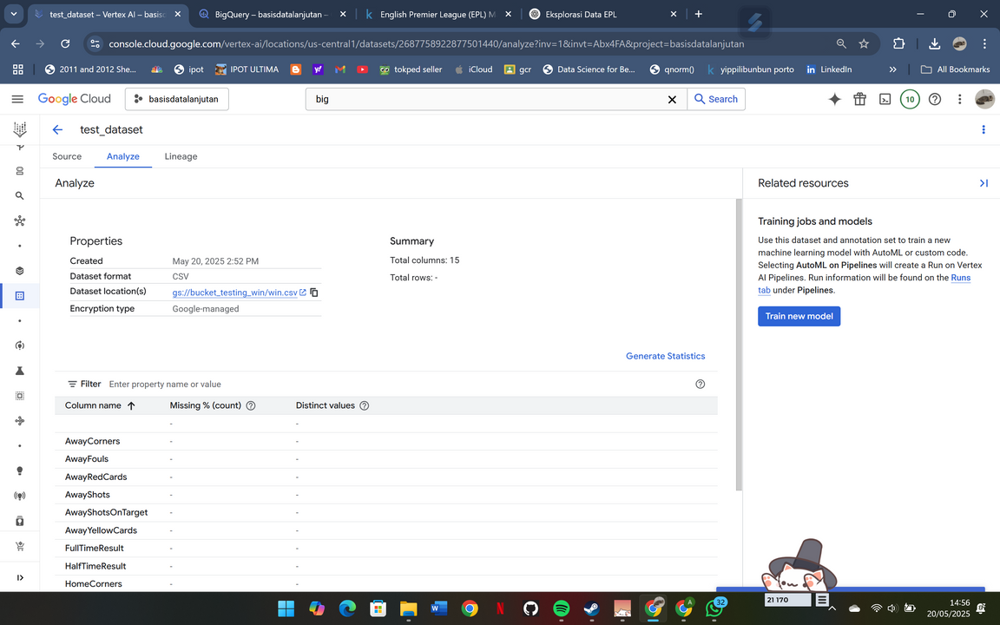 test_dataset – Vertex AI – basisc
BigQuery – basisdatalanjutan –
English Premier League (EPL) M
Eksplorasi Data EPL
console.cloud.google.com/vertex-ai/locations/us-central1/datasets/2687758922877501440/analyze?inv=1&invt=Abx4FA&project=basisdatalanjutan
2011 and 2012 She...
ipot
IPOT ULTIMA
tokped seller
iCloud
gcr
Data Science for Be...
qnorm()
yippilibunbun porto
LinkedIn
All Bookmarks
Google Cloud
basisdatalanjutan
big
Search
10
test_dataset
Source
Analyze
Lineage
Analyze
Properties
Created May 20, 2025 2:52 PM
Dataset format CSV
Dataset location(s) gs://bucket_testing_win/win.csv
Encryption type Google-managed
Summary
Total columns: 15
Total rows: -
Generate Statistics
Filter Enter property name or value
Column name Missing % (count) Distinct values
- -
AwayCorners - -
AwayFouls - -
AwayRedCards - -
AwayShots - -
AwayShotsOnTarget - -
AwayYellowCards - -
FullTimeResult - -
HalfTimeResult - -
HomeCorners - -
Related resources
Training jobs and models
Use this dataset and annotation set to train a new
machine learning model with AutoML or custom code.
Selecting AutoML on Pipelines will create a Run on Vertex
AI Pipelines. Run information will be found on the Runs
tab under Pipelines.
Train new model
21 170
32
14:56
20/05/2025